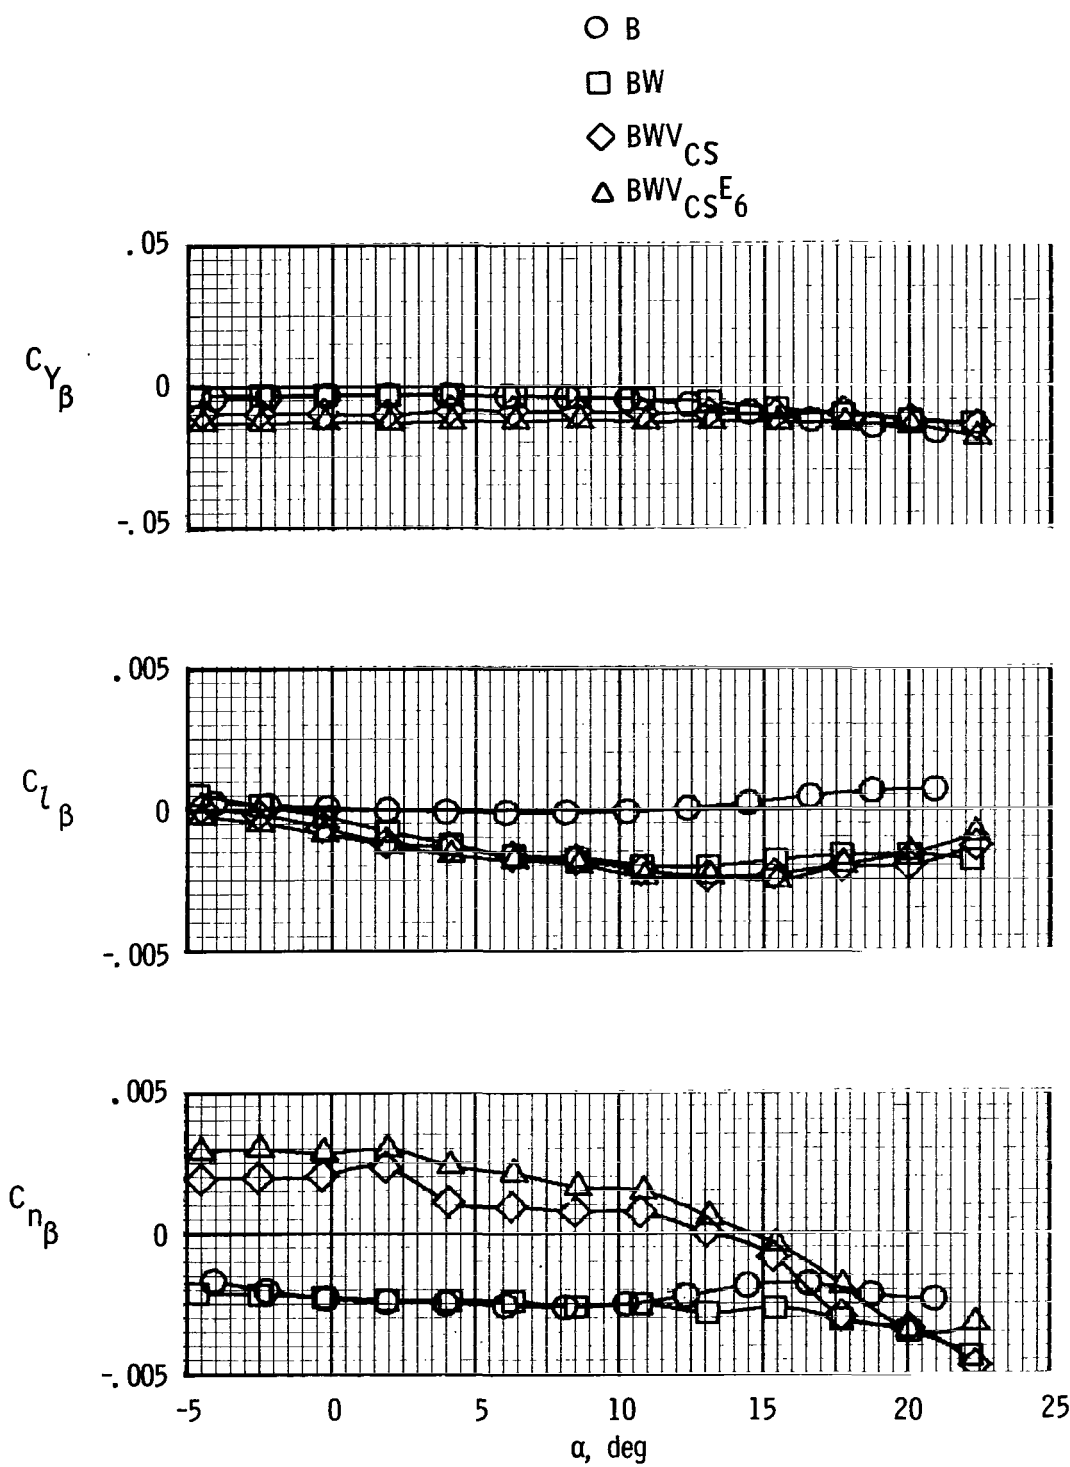 B
BW
BWV_CS
BWV_CS E_6
.05
C_Yβ
0
-.05
.005
C_lβ
0
-.005
.005
C_nβ
0
-.005
-5 0 5 10 15 20 25
α, deg